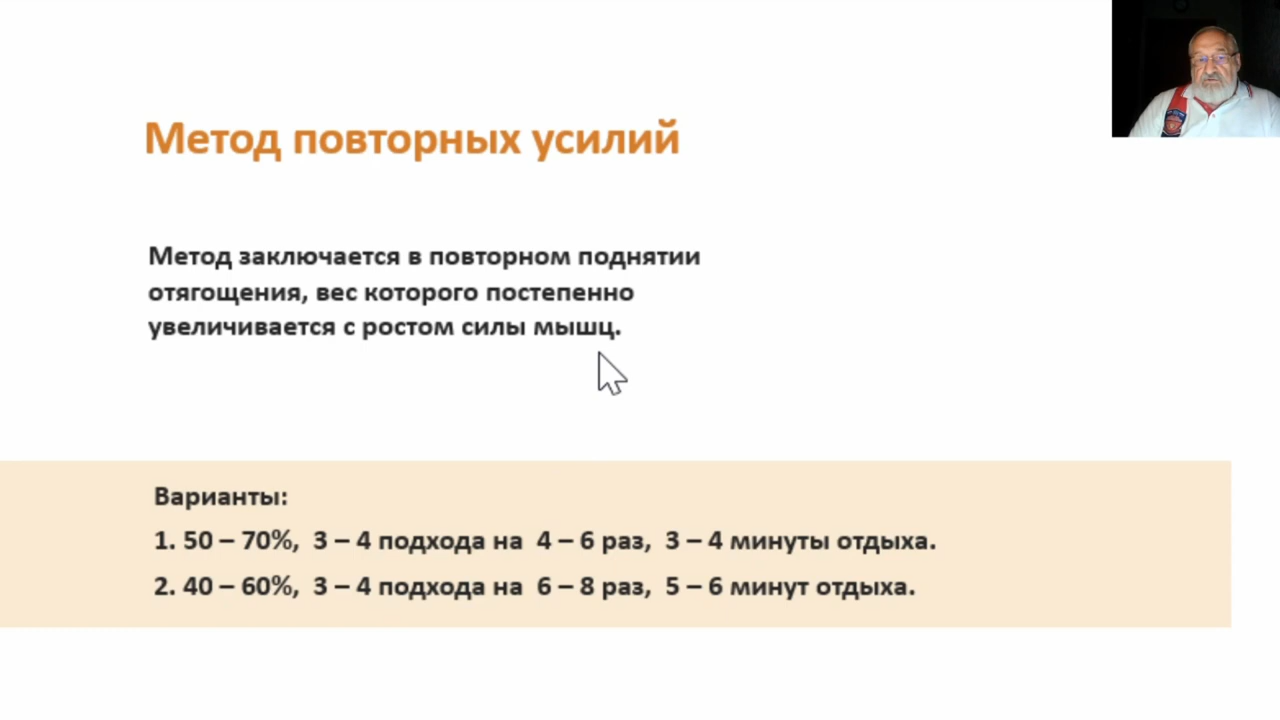 Метод повторных усилий
Метод заключается в повторном поднятии
отягощения, вес которого постепенно
увеличивается с ростом силы мышц.
Варианты:
1. 50 – 70%, 3 – 4 подхода на 4 – 6 раз, 3 – 4 минуты отдыха.
2. 40 – 60%, 3 – 4 подхода на 6 – 8 раз, 5 – 6 минут отдыха.